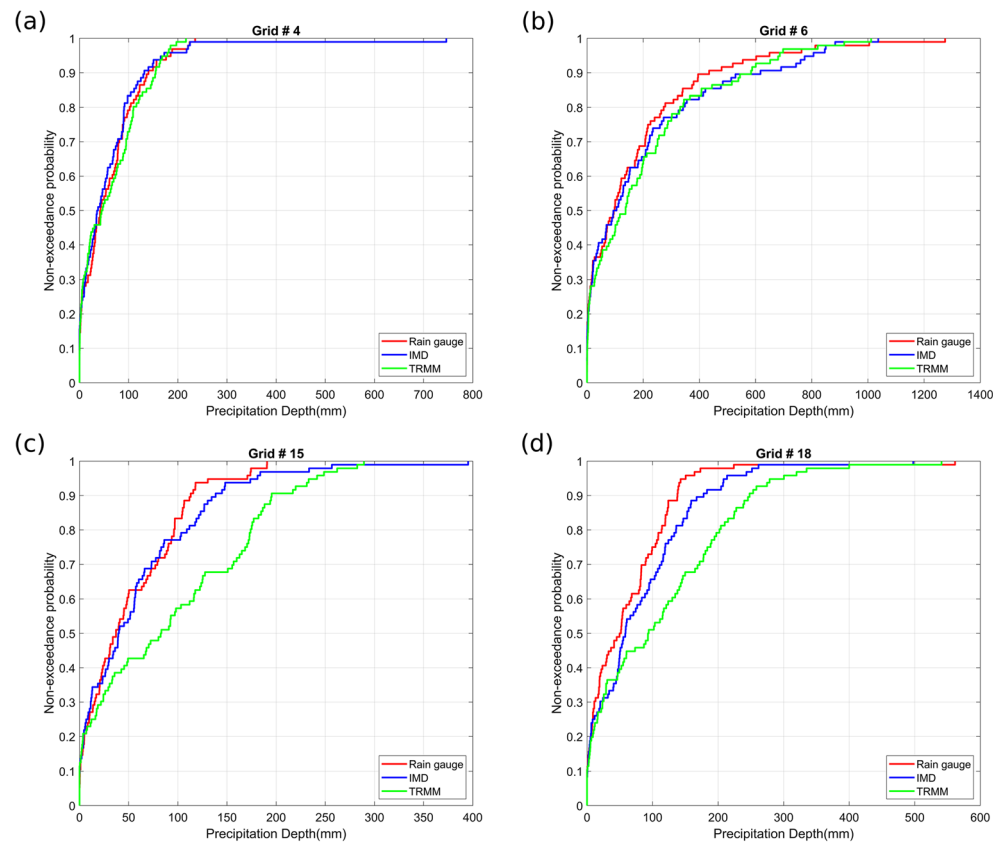 (a)
Grid # 4
Non-exceedance probability
1
0.9
0.8
0.7
0.6
0.5
0.4
0.3
0.2
0.1
0
0 100 200 300 400 500 600 700 800
Precipitation Depth(mm)
Rain gauge
IMD
TRMM
(b)
Grid # 6
Non-exceedance probability
1
0.9
0.8
0.7
0.6
0.5
0.4
0.3
0.2
0.1
0
0 200 400 600 800 1000 1200 1400
Precipitation Depth(mm)
Rain gauge
IMD
TRMM
(c)
Grid # 15
Non-exceedance probability
1
0.9
0.8
0.7
0.6
0.5
0.4
0.3
0.2
0.1
0
0 50 100 150 200 250 300 350 400
Precipitation Depth(mm)
Rain gauge
IMD
TRMM
(d)
Grid # 18
Non-exceedance probability
1
0.9
0.8
0.7
0.6
0.5
0.4
0.3
0.2
0.1
0
0 100 200 300 400 500 600
Precipitation Depth(mm)
Rain gauge
IMD
TRMM